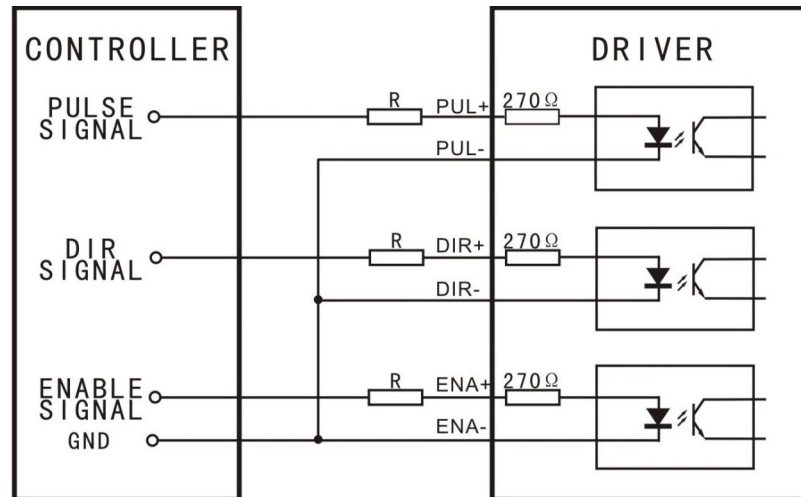 CONTROLLER
DRIVER
PULSE
SIGNAL
R
PUL+
270Ω
PUL-
DIR
SIGNAL
R
DIR+
270Ω
DIR-
ENABLE
SIGNAL
R
ENA+
270Ω
GND
ENA-